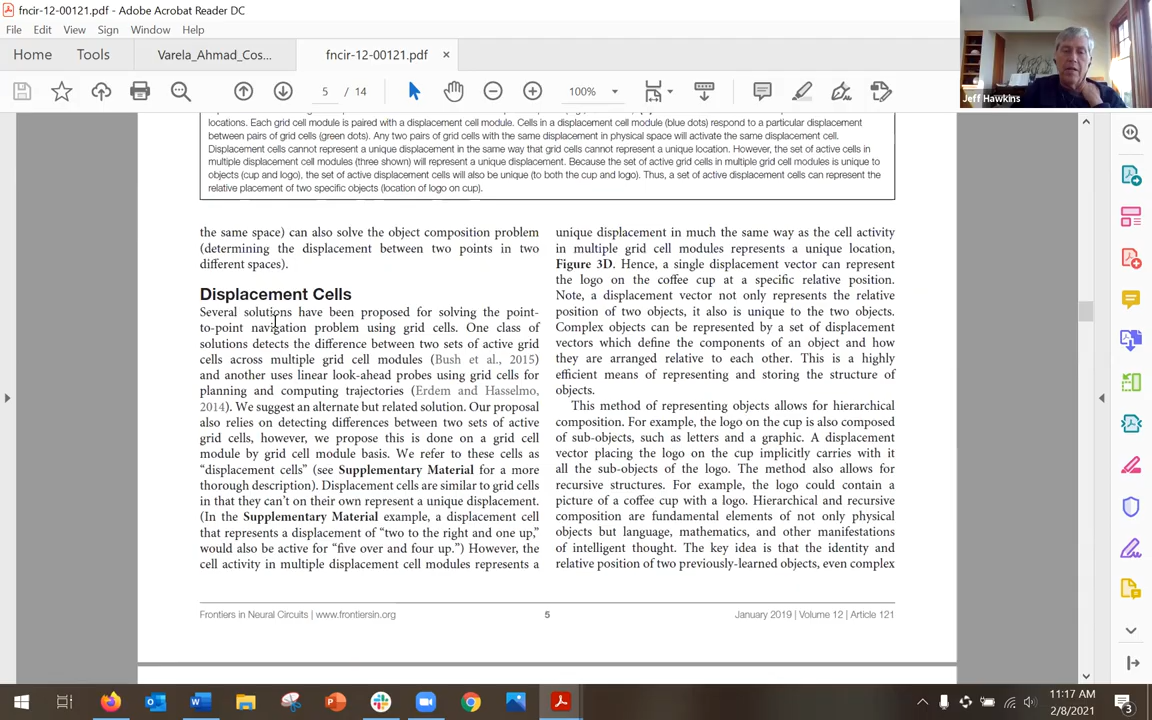 fncir-12-00121.pdf - Adobe Acrobat Reader DC
File Edit View Sign Window Help
Home Tools Varela_Ahmad_Cos... fncir-12-00121.pdf ×
5 / 14 100%
Jeff Hawkins
locations. Each grid cell module is paired with a displacement cell module. Cells in a displacement cell module (blue dots) respond to a particular displacement
between pairs of grid cells (green dots). Any two pairs of grid cells with the same displacement in physical space will activate the same displacement cell.
Displacement cells cannot represent a unique displacement in the same way that grid cells cannot represent a unique location. However, the set of active cells in
multiple displacement cell modules (three shown) will represent a unique displacement. Because the set of active grid cells in multiple grid cell modules is unique to
objects (cup and logo), the set of active displacement cells will also be unique (to both the cup and logo). Thus, a set of active displacement cells can represent the
relative placement of two specific objects (location of logo on cup).
the same space) can also solve the object composition problem
(determining the displacement between two points in two
different spaces).
Displacement Cells
Several solutions have been proposed for solving the point-
to-point navigation problem using grid cells. One class of
solutions detects the difference between two sets of active grid
cells across multiple grid cell modules (Bush et al., 2015)
and another uses linear look-ahead probes using grid cells for
planning and computing trajectories (Erdem and Hasselmo,
2014). We suggest an alternate but related solution. Our proposal
also relies on detecting differences between two sets of active
grid cells, however, we propose this is done on a grid cell
module by grid cell module basis. We refer to these cells as
“displacement cells” (see Supplementary Material for a more
thorough description). Displacement cells are similar to grid cells
in that they can’t on their own represent a unique displacement.
(In the Supplementary Material example, a displacement cell
that represents a displacement of “two to the right and one up,”
would also be active for “five over and four up.”) However, the
cell activity in multiple displacement cell modules represents a
unique displacement in much the same way as the cell activity
in multiple grid cell modules represents a unique location,
Figure 3D. Hence, a single displacement vector can represent
the logo on the coffee cup at a specific relative position.
Note, a displacement vector not only represents the relative
position of two objects, it also is unique to the two objects.
Complex objects can be represented by a set of displacement
vectors which define the components of an object and how
they are arranged relative to each other. This is a highly
efficient means of representing and storing the structure of
objects.
This method of representing objects allows for hierarchical
composition. For example, the logo on the cup is also composed
of sub-objects, such as letters and a graphic. A displacement
vector placing the logo on the cup implicitly carries with it
all the sub-objects of the logo. The method also allows for
recursive structures. For example, the logo could contain a
picture of a coffee cup with a logo. Hierarchical and recursive
composition are fundamental elements of not only physical
objects but language, mathematics, and other manifestations
of intelligent thought. The key idea is that the identity and
relative position of two previously-learned objects, even complex
Frontiers in Neural Circuits | www.frontiersin.org 5 January 2019 | Volume 12 | Article 121
11:17 AM
2/8/2021
3